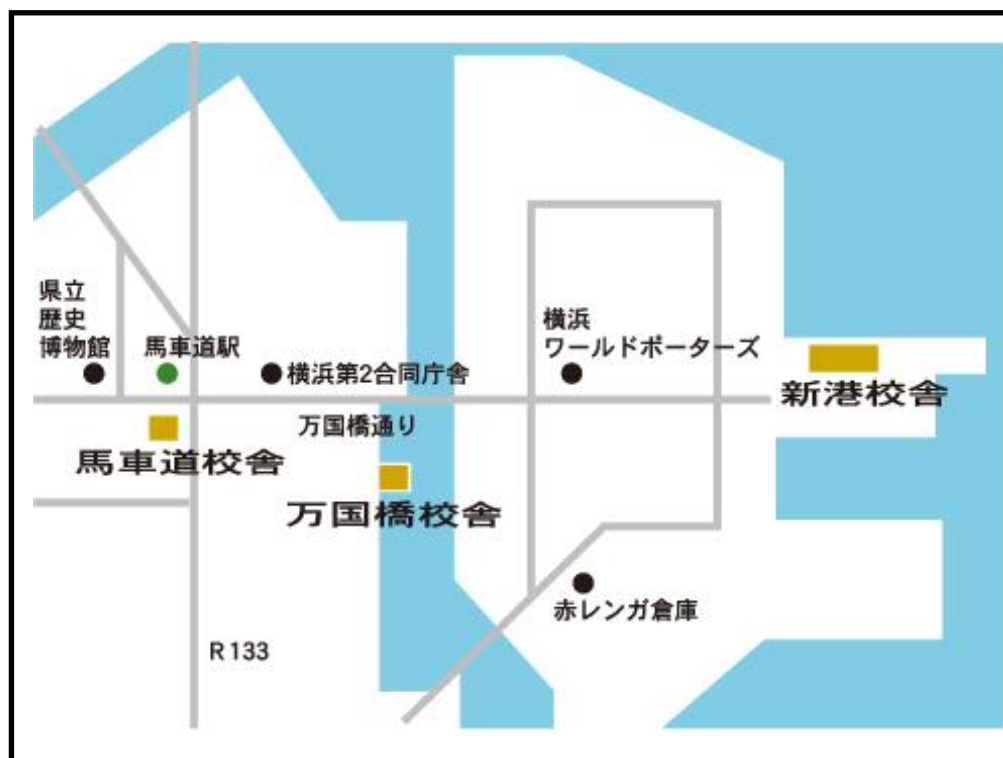 県立
歴史
博物館
馬車道駅
横浜第2合同庁舎
横浜
ワールドポーターズ
新港校舎
万国橋通り
馬車道校舎
万国橋校舎
赤レンガ倉庫
R133